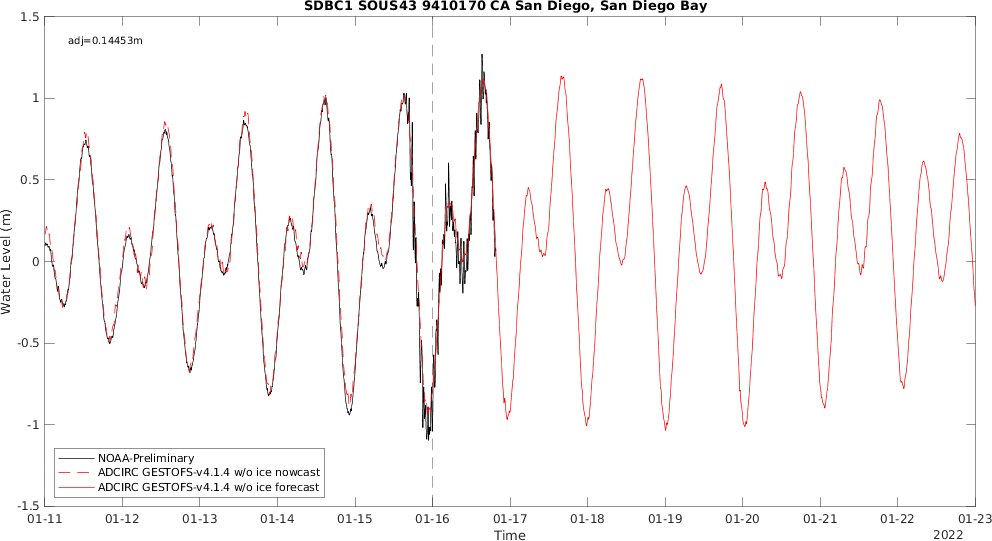 SDBC1 SOUS43 9410170 CA San Diego, San Diego Bay
adj=0.14453m
1.5
1
0.5
0
-0.5
-1
-1.5
Water Level (m)
NOAA-Preliminary
ADCIRC GESTOFS-v4.1.4 w/o ice nowcast
ADCIRC GESTOFS-v4.1.4 w/o ice forecast
01-11 01-12 01-13 01-14 01-15 01-16 01-17 01-18 01-19 01-20 01-21 01-22 01-23
Time
2022